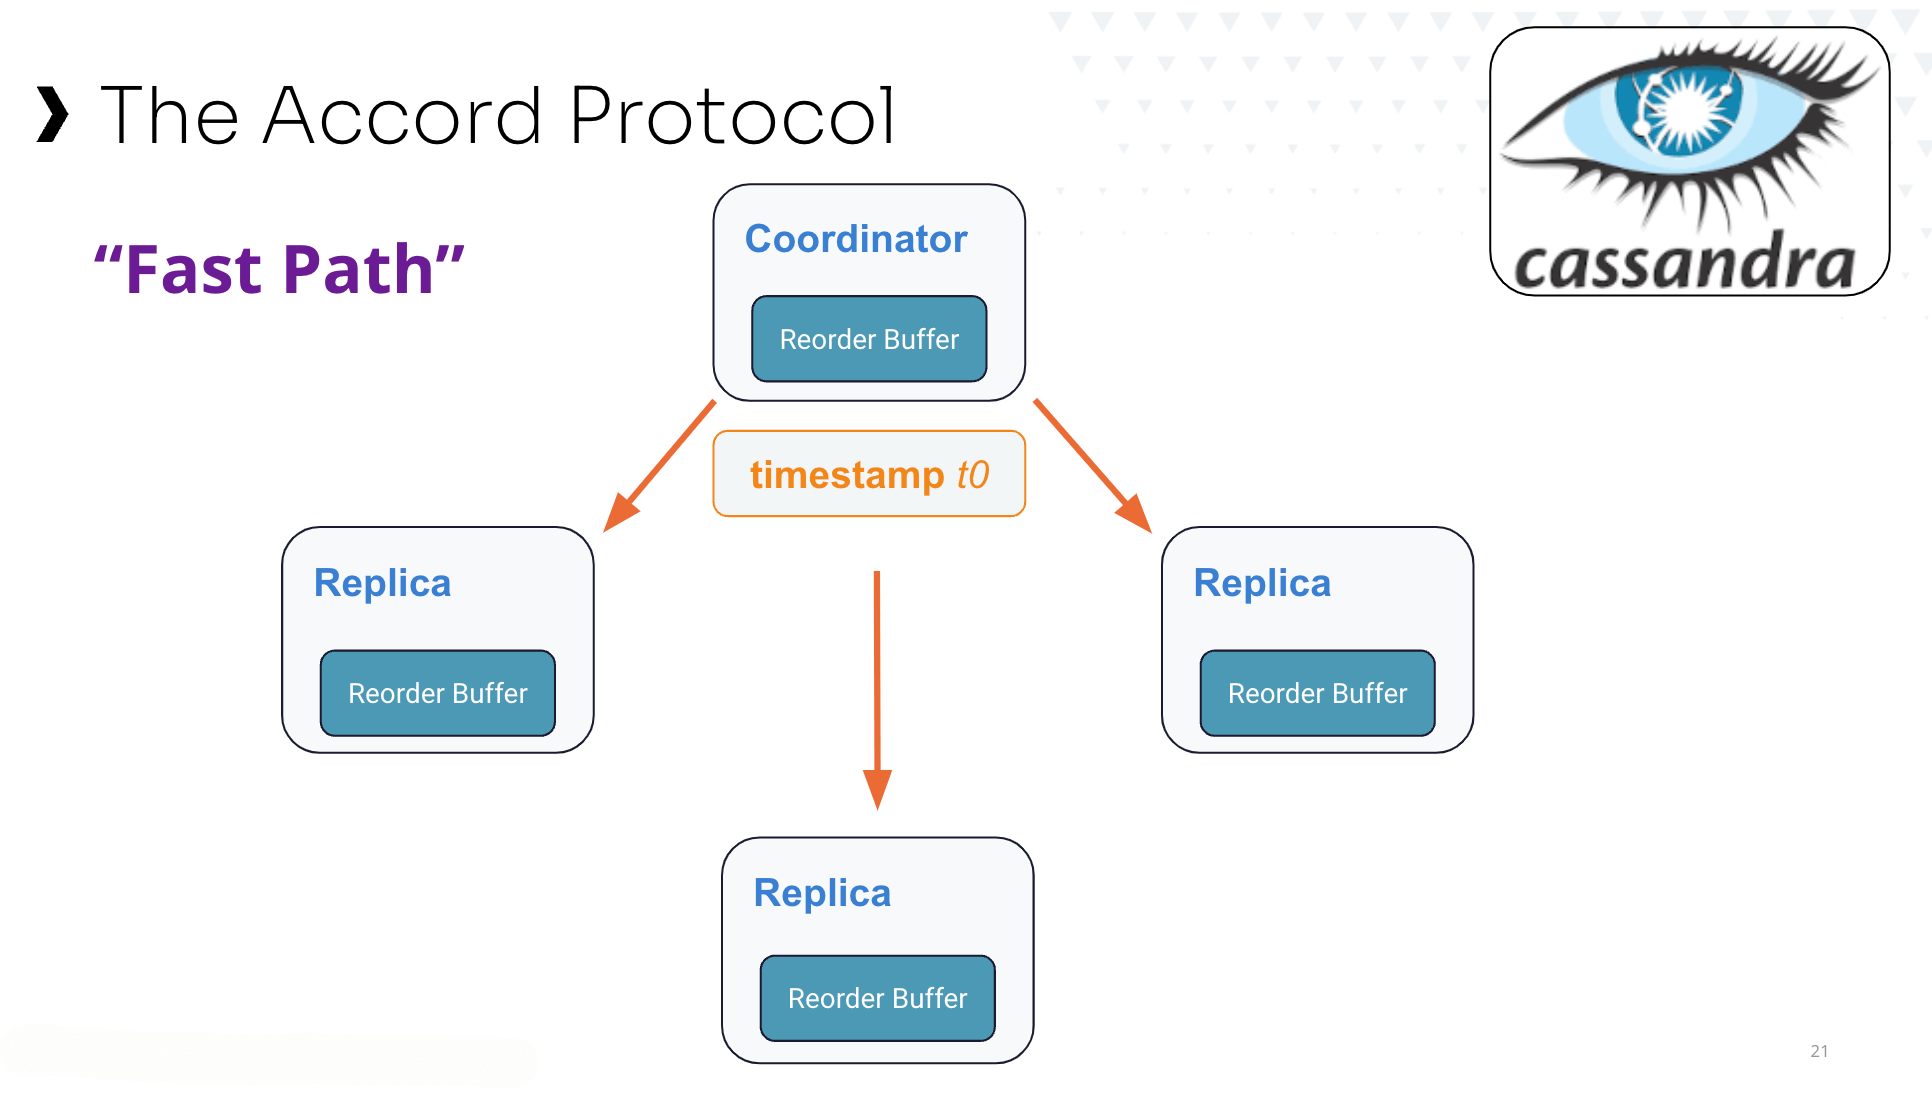 The Accord Protocol
cassandra
“Fast Path”
Coordinator
Reorder Buffer
timestamp t0
Replica
Reorder Buffer
Replica
Reorder Buffer
Replica
Reorder Buffer
21